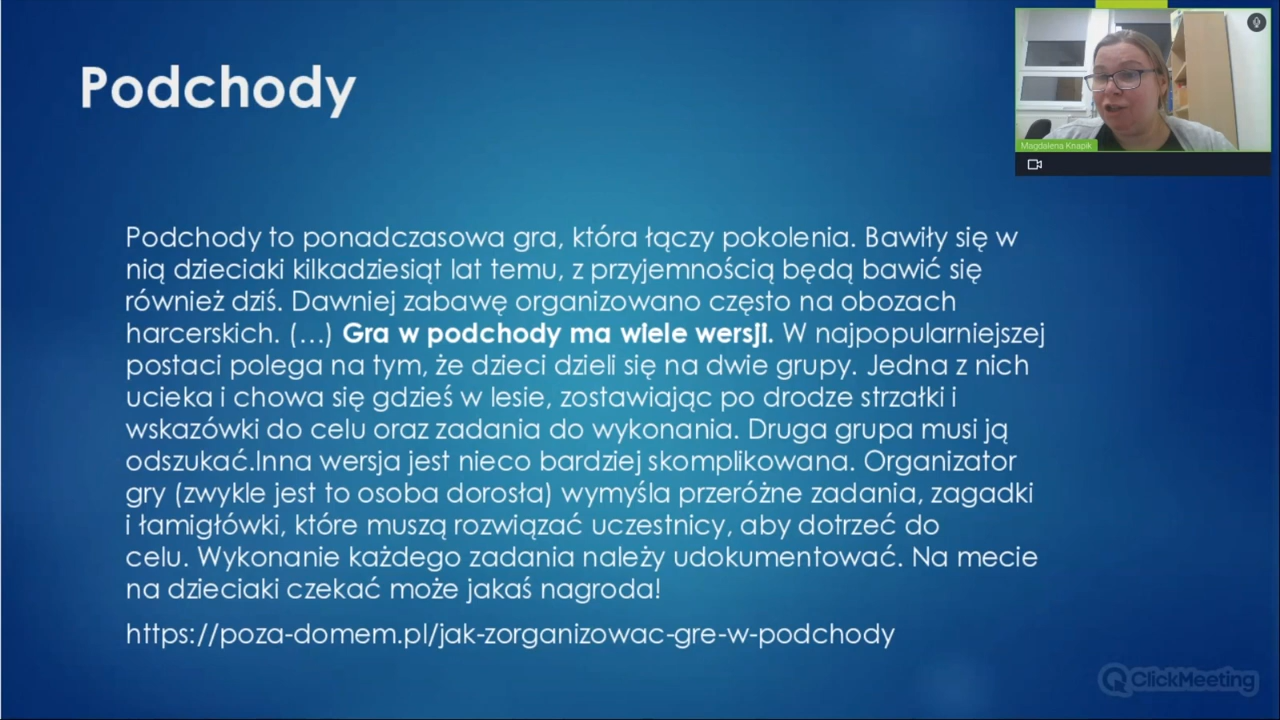 Podchody
Magdalena Knapik
Podchody to ponadczasowa gra, która łączy pokolenia. Bawiły się w
nią dzieciaki kilkadziesiąt lat temu, z przyjemnością będą bawić się
również dziś. Dawniej zabawę organizowano często na obozach
harcerskich. (...) Gra w podchody ma wiele wersji. W najpopularniejszej
postaci polega na tym, że dzieci dzieli się na dwie grupy. Jedna z nich
ucieka i chowa się gdzieś w lesie, zostawiając po drodze strzałki i
wskazówki do celu oraz zadania do wykonania. Druga grupa musi ją
odszukać.Inna wersja jest nieco bardziej skomplikowana. Organizator
gry (zwykle jest to osoba dorosła) wymyśla przeróżne zadania, zagadki
i łamigłówki, które muszą rozwiązać uczestnicy, aby dotrzeć do
celu. Wykonanie każdego zadania należy udokumentować. Na mecie
na dzieciaki czekać może jakaś nagroda!
https://poza-domem.pl/jak-zorganizowac-gre-w-podchody
ClickMeeting